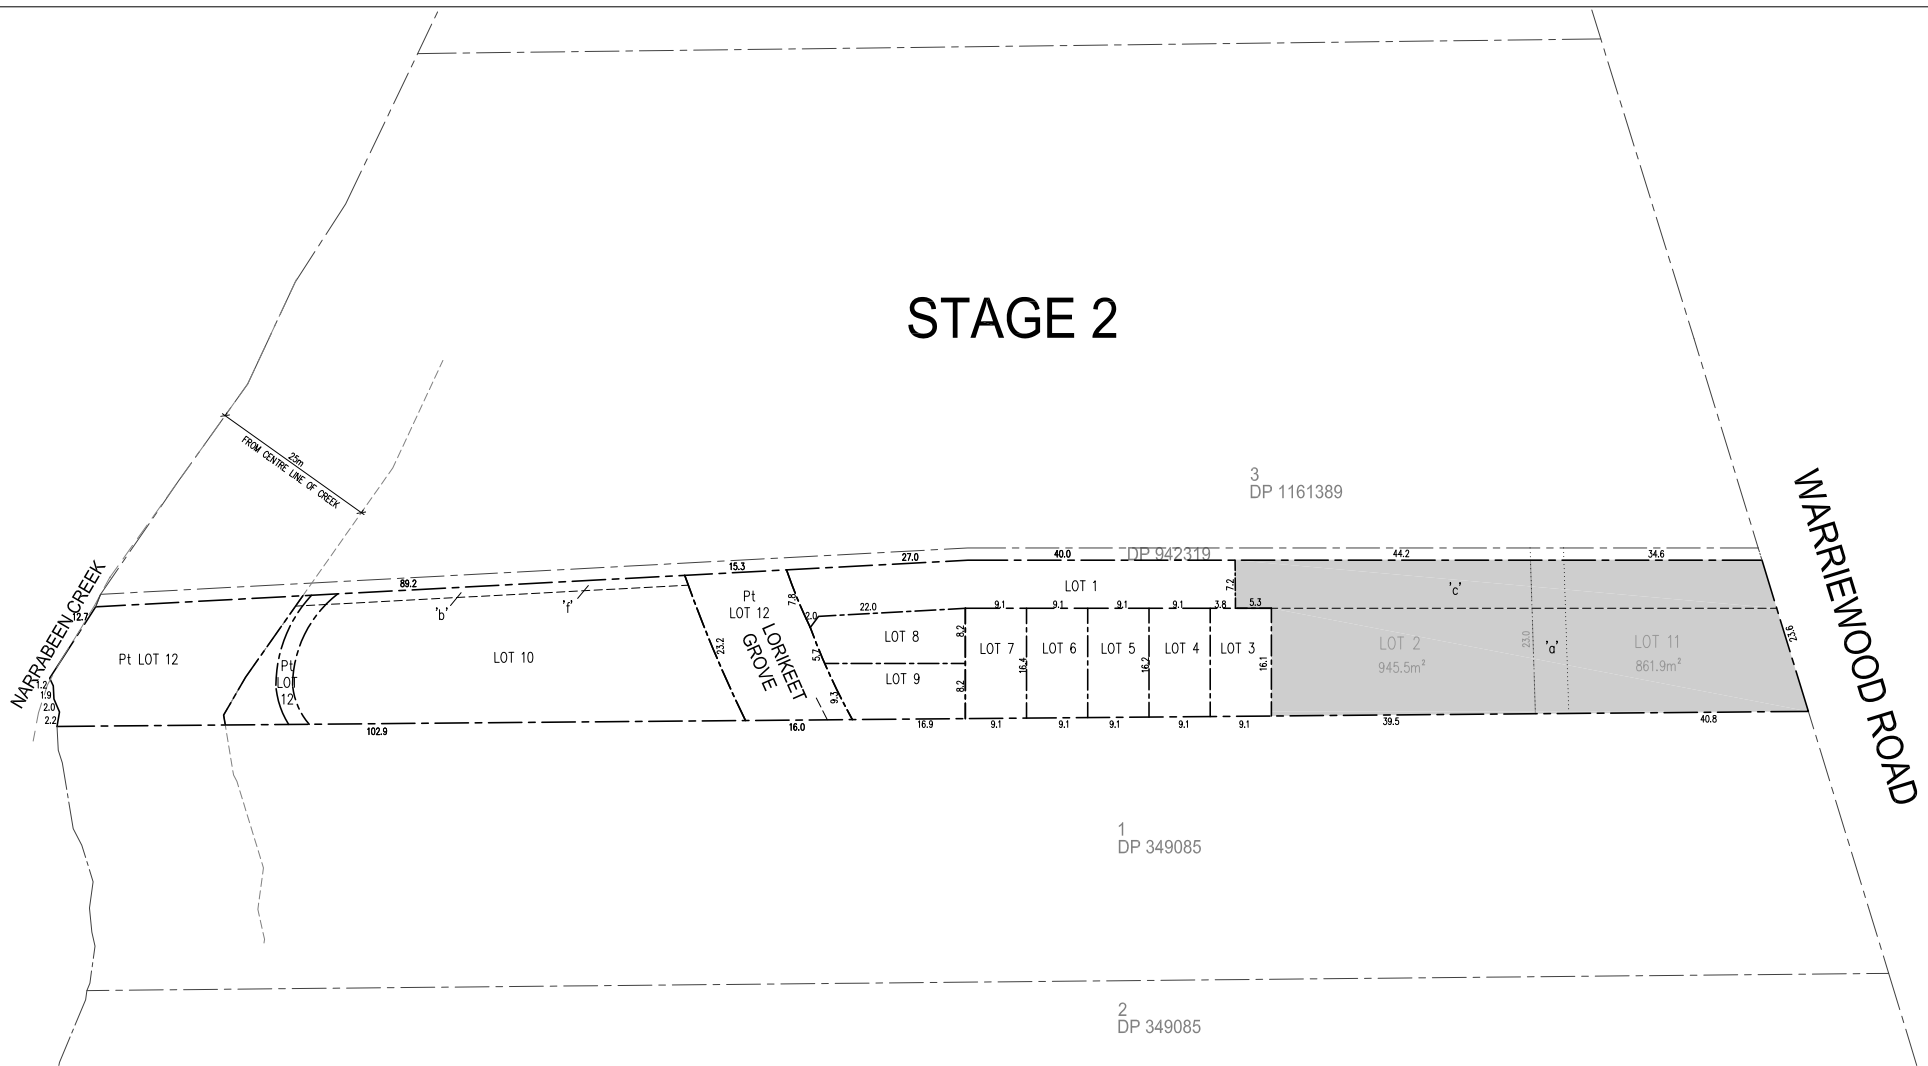 STAGE 2
25m
FROM CENTRE LINE OF CREEK
3
DP 1161389
WARRIEWOOD ROAD
NARRABEEN CREEK
DP 942319
27.0
40.0
44.2
34.6
15.3
89.2
12.7
'b'
'f'
Pt
LOT 12
7.8
LOT 1
7.2
'c'
2.0
22.0
9.1
9.1
9.1
9.1
3.8
5.3
LORIKEET
GROVE
23.2
Pt LOT 12
Pt
LOT
12
LOT 10
5.7
9.3
LOT 8
8.2
LOT 9
8.2
LOT 7
16.4
LOT 6
LOT 5
16.2
LOT 4
LOT 3
16.1
LOT 2
945.5m²
23.0
'a'
LOT 11
861.9m²
23.6
1.2
1.9
2.0
2.2
102.9
16.0
16.9
9.1
9.1
9.1
9.1
9.1
39.5
40.8
1
DP 349085
2
DP 349085